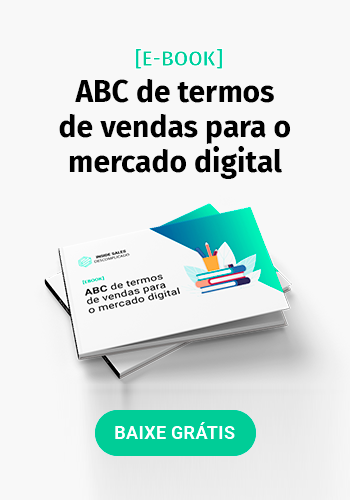 [E-BOOK]
ABC de termos
de vendas para o
mercado digital
INSIDE SALES
DESCOMPLICADO
[EBOOK]
ABC de termos
de vendas para
o mercado digital
BAIXE GRÁTIS